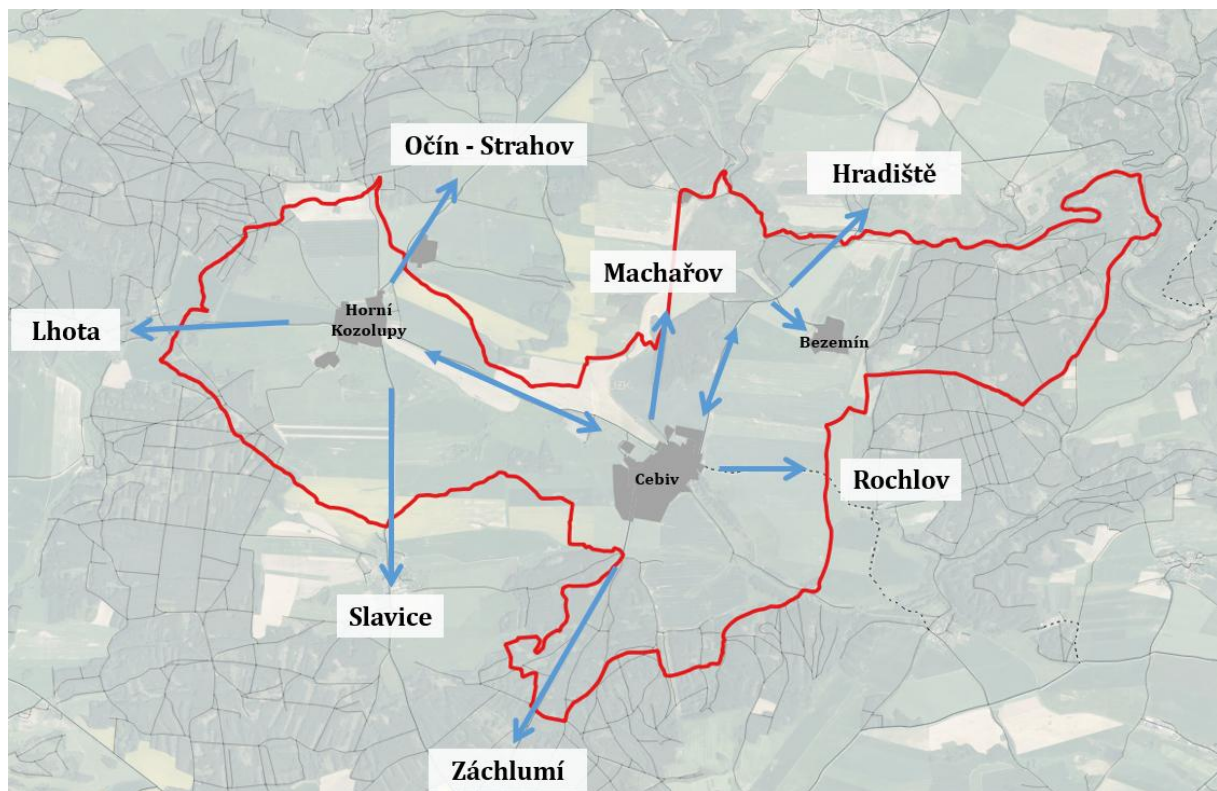 Očín - Strahov
Hradiště
Machařov
Lhota
Horní
Kozolupy
Bezemín
Cebiv
Rochlov
Slavice
Záchlumí